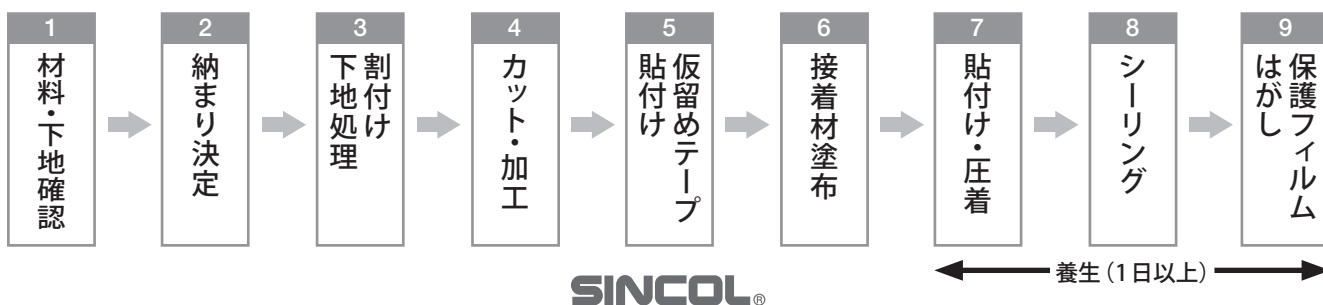 1
材料・下地確認
2
納まり決定
3
割付け
下地処理
4
カット・加工
5
仮留めテープ
貼付け
6
接着材塗布
7
貼付け・圧着
8
シーリング
9
保護フィルム
はがし
養生（1日以上）
SINCOL®